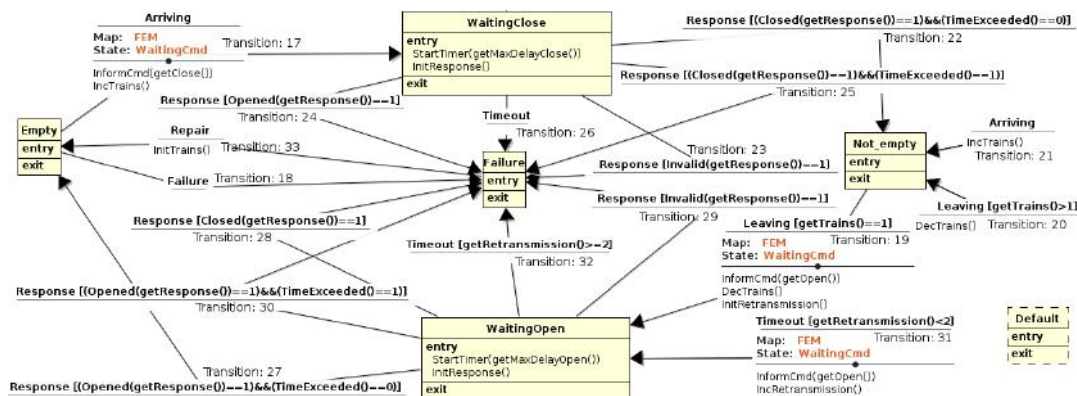 Arriving
Map: FEM
State: WaitingCmd
Transition: 17
InformCmd(getClose())
IncTrains()
WaitingClose
entry
StartTimer(getMaxDelayClose())
InitResponse()
exit
Response [(Closed(getResponse())==1)&&(TimeExceeded()==0)]
Transition: 22
Response [(Closed(getResponse())==1)&&(TimeExceeded()==1)]
Transition: 25
Response [Opened(getResponse())==1]
Transition: 24
Timeout
Transition: 26
Arriving
IncTrains()
Transition: 21
Empty
entry
exit
Repair
InitTrains()
Transition: 33
Failure
Transition: 18
Failure
entry
exit
Transition: 23
Response [Invalid(getResponse())==1]
Not_empty
entry
exit
Response [Invalid(getResponse())==1]
Transition: 29
Leaving [getTrains()>1]
DecTrains()
Transition: 20
Response [Closed(getResponse())==1]
Transition: 28
Timeout [getRetransmission()>=2]
Transition: 32
Leaving [getTrains()==1]
Map: FEM
Transition: 19
State: WaitingCmd
InformCmd(getOpen())
DecTrains()
InitRetransmission()
Response [(Opened(getResponse())==1)&&(TimeExceeded()==1)]
Transition: 30
WaitingOpen
entry
StartTimer(getMaxDelayOpen())
InitResponse()
exit
Timeout [getRetransmission()<2]
Map: FEM
Transition: 31
State: WaitingCmd
InformCmd(getOpen())
IncRetransmission()
Default
entry
exit
Transition: 27
Response [(Opened(getResponse())==1)&&(TimeExceeded()==0)]